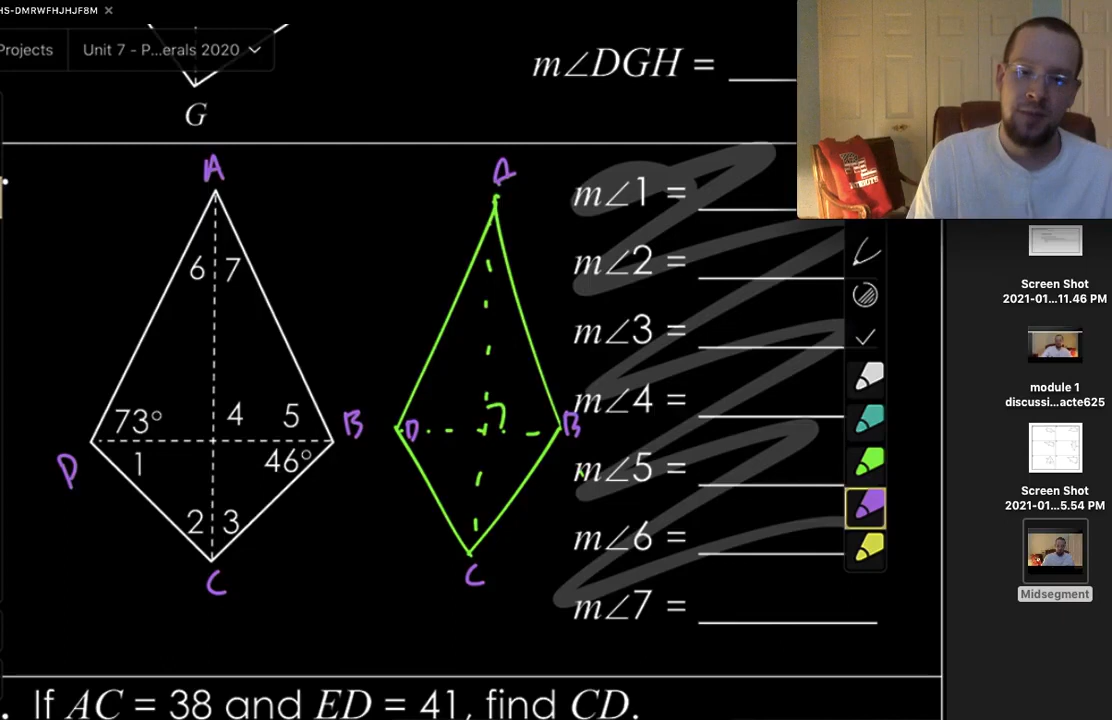 HS-DMRWFHJHJF8M ×
Projects
Unit 7 - P...erals 2020
G
m∠DGH =
A
6 7
73° 4 5 B
D 1 46°
2 3
C
A
D ? B
C
m∠1 =
m∠2 =
m∠3 =
m∠4 =
m∠5 =
m∠6 =
m∠7 =
. If AC = 38 and ED = 41, find CD.
Screen Shot
2021-01...11.46 PM
module 1
discussi...acte625
Screen Shot
2021-01...5.54 PM
Midsegment